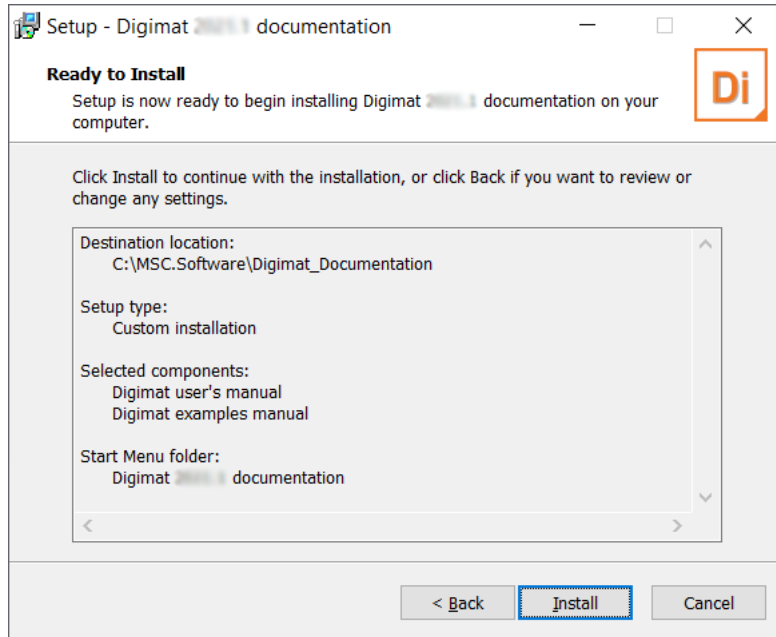 Setup - Digimat documentation
Ready to Install
Setup is now ready to begin installing Digimat documentation on your
computer.
Di
Click Install to continue with the installation, or click Back if you want to review or
change any settings.
Destination location:
C:\MSC.Software\Digimat_Documentation
Setup type:
Custom installation
Selected components:
Digimat user's manual
Digimat examples manual
Start Menu folder:
Digimat documentation
< Back
Install
Cancel